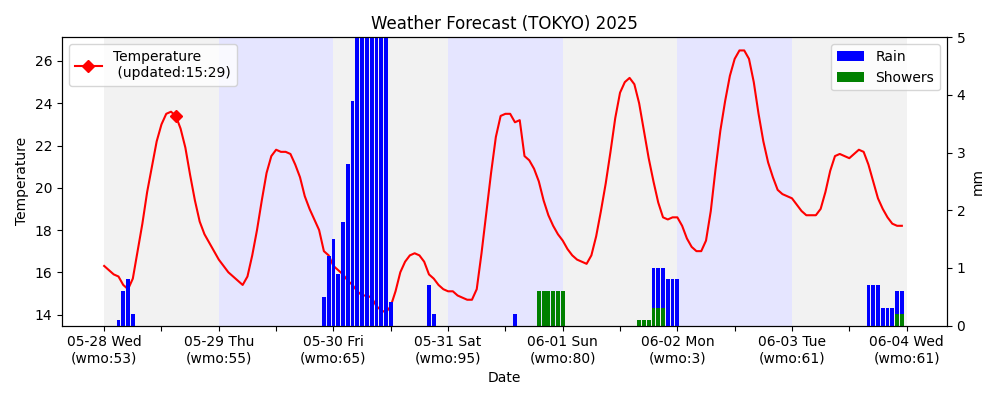 Weather Forecast (TOKYO) 2025
Temperature
(updated:15:29)
Rain
Showers
Temperature
26
24
22
20
18
16
14
5
4
3
2
1
0
mm
05-28 Wed
(wmo:53)
05-29 Thu
(wmo:55)
05-30 Fri
(wmo:65)
05-31 Sat
(wmo:95)
06-01 Sun
(wmo:80)
06-02 Mon
(wmo:3)
06-03 Tue
(wmo:61)
06-04 Wed
(wmo:61)
Date